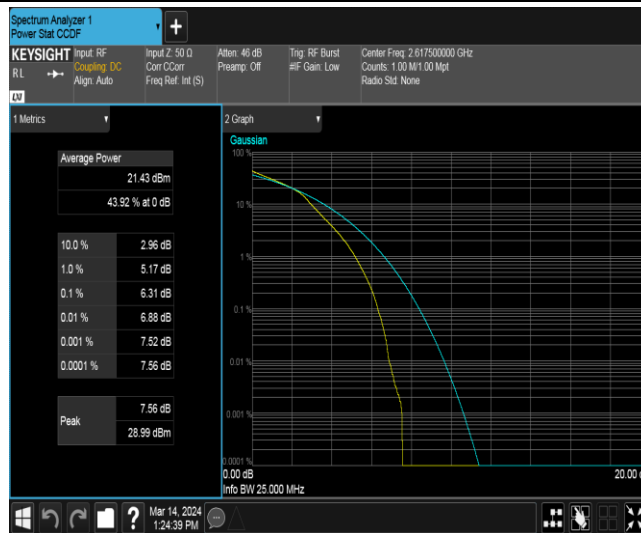 Spectrum Analyzer 1
Power Stat CCDF
+
KEYSIGHT
RL
LXI
Input: RF
Coupling: DC
Align: Auto
Input Z: 50 Ω
Corr CCorr
Freq Ref: Int (S)
Atten: 46 dB
Preamp: Off
Trig: RF Burst
#IF Gain: Low
Center Freq: 2.617500000 GHz
Counts: 1.00 M/1.00 Mpt
Radio Std: None
1 Metrics
Average Power
21.43 dBm
43.92 % at 0 dB
10.0 % 2.96 dB
1.0 % 5.17 dB
0.1 % 6.31 dB
0.01 % 6.88 dB
0.001 % 7.52 dB
0.0001 % 7.56 dB
Peak
7.56 dB
28.99 dBm
2 Graph
Gaussian
100 %
10 %
1 %
0.1 %
0.01 %
0.001 %
0.0001 %
0.00 dB
20.00
Info BW 25.000 MHz
?
Mar 14, 2024
1:24:39 PM